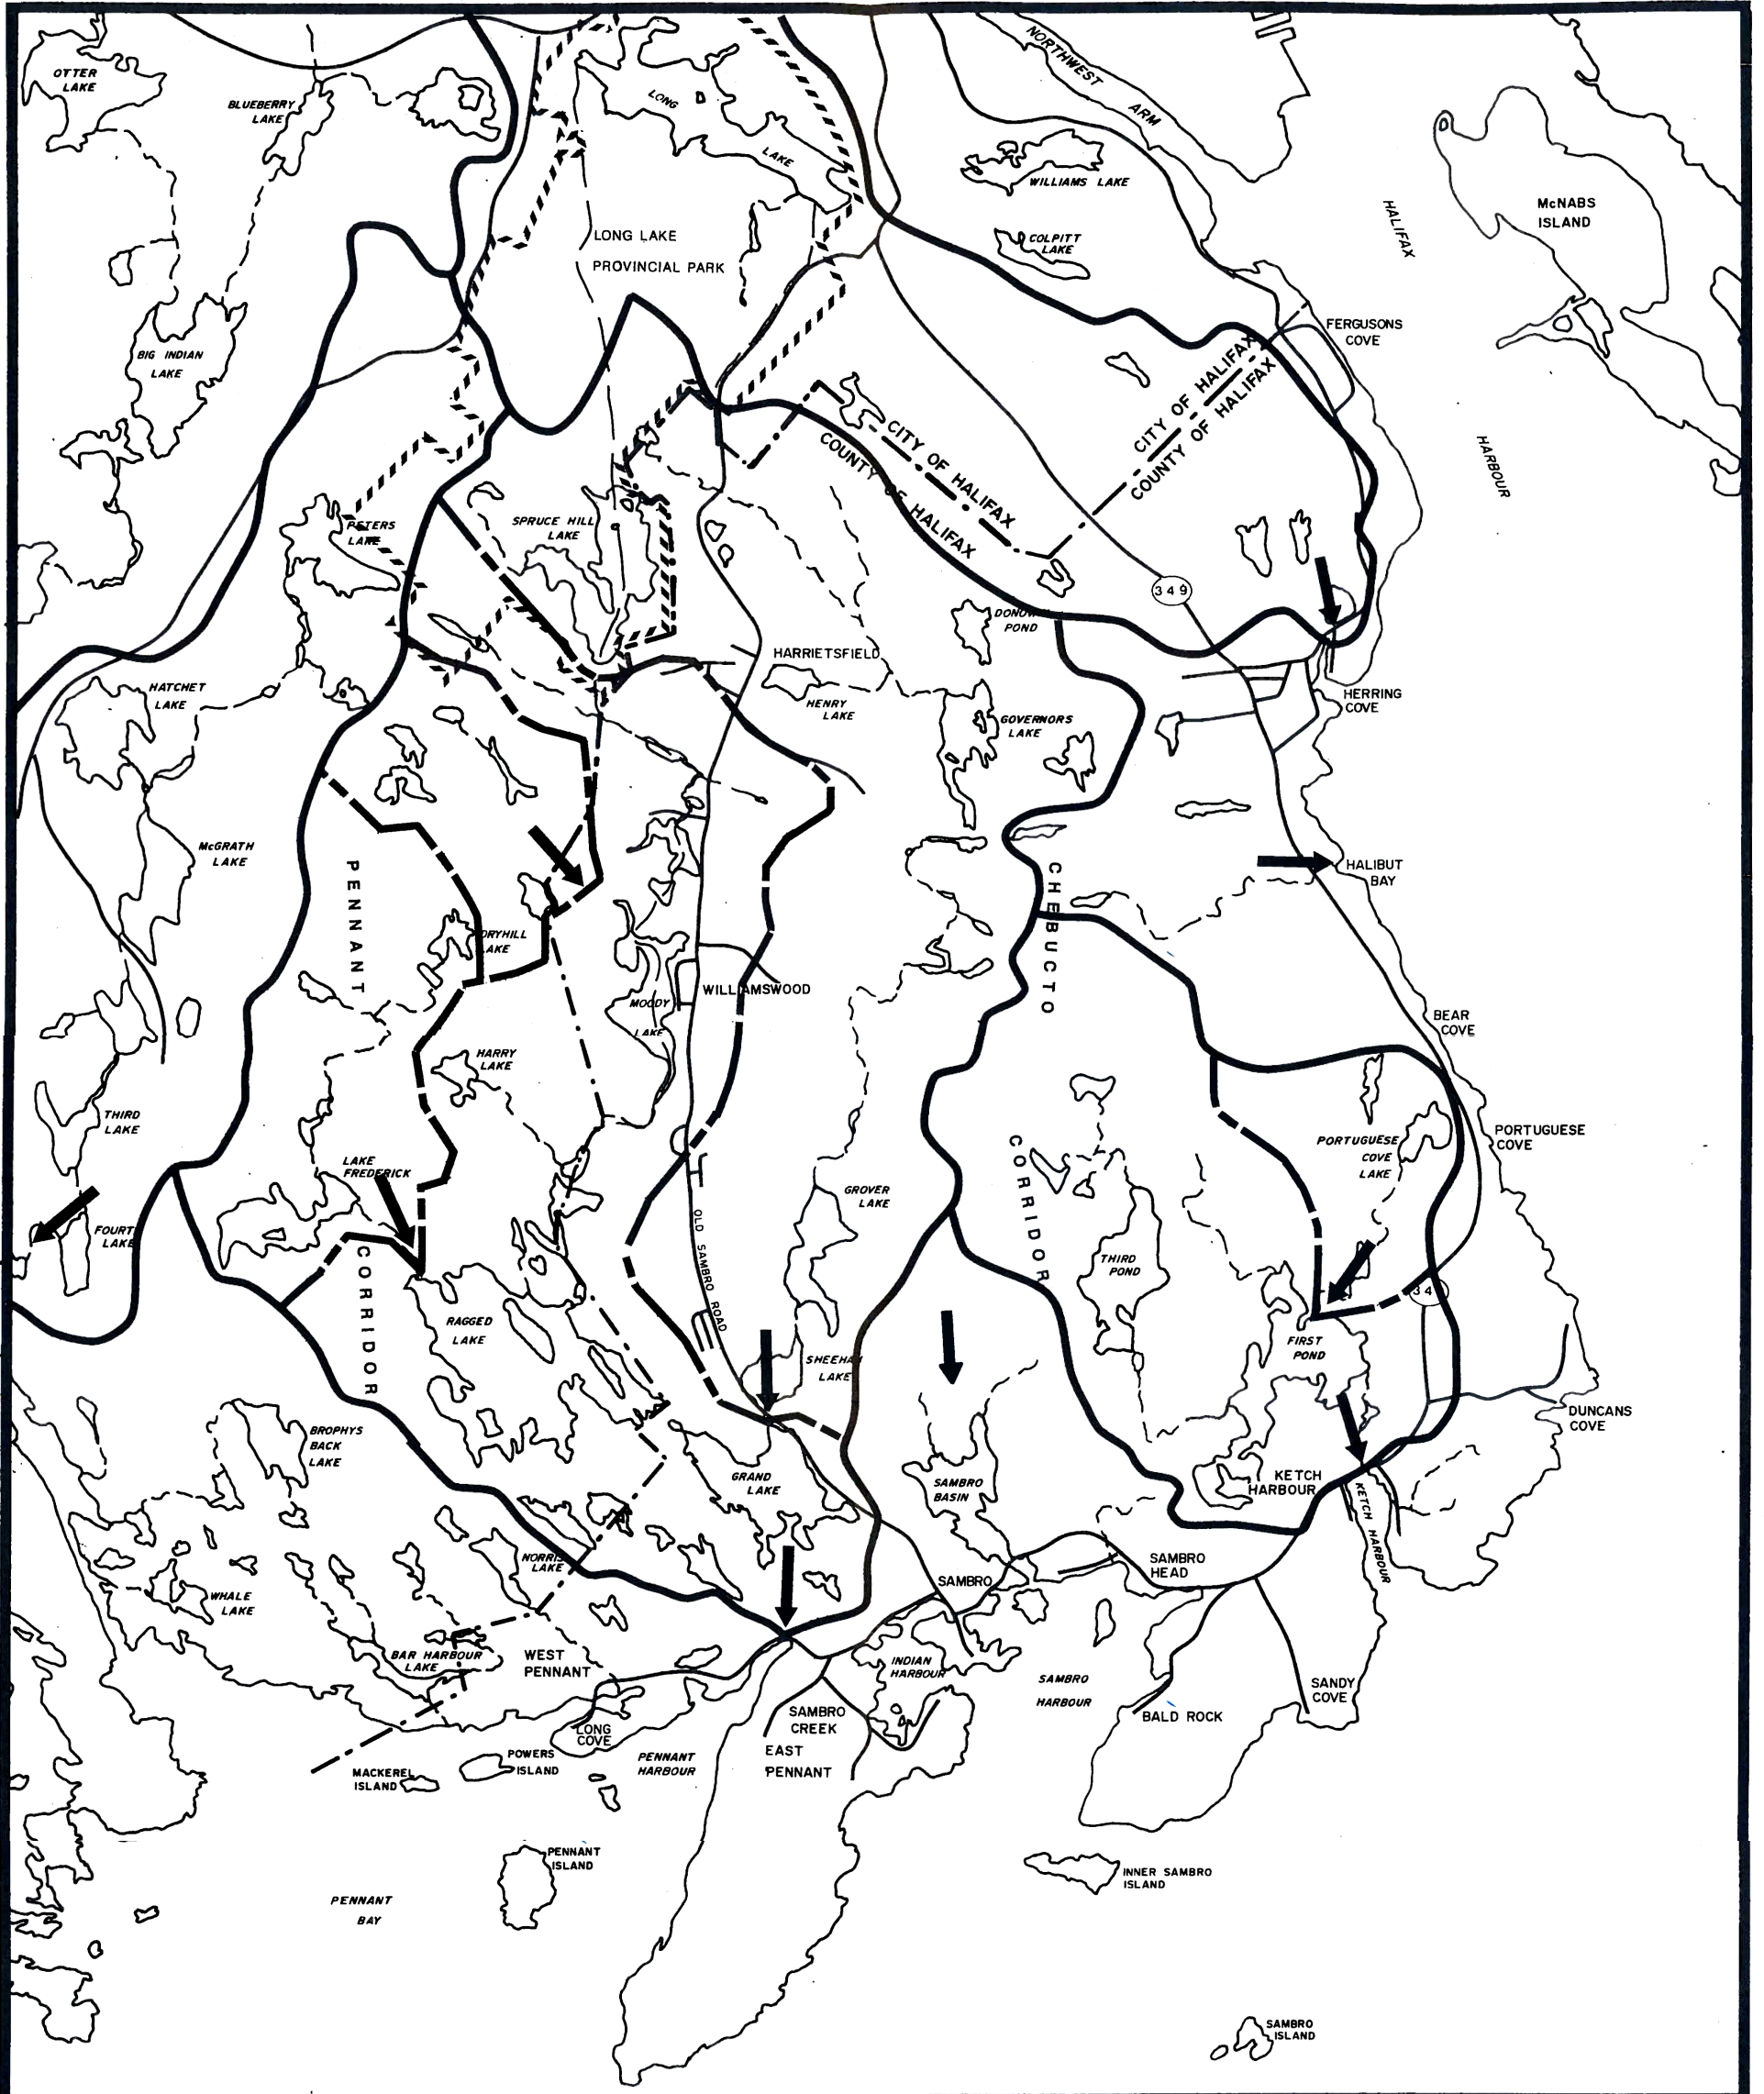 OTTER
LAKE
BLUEBERRY
LAKE
LONG
LAKE
NORTHWEST
ARM
WILLIAMS LAKE
McNABS
ISLAND
HALIFAX
HARBOUR
LONG LAKE
PROVINCIAL PARK
COLPITT
LAKE
BIG INDIAN
LAKE
FERGUSONS
COVE
CITY OF HALIFAX
COUNTY OF HALIFAX
CITY OF HALIFAX
COUNTY OF HALIFAX
PETERS
LAKE
SPRUCE HILL
LAKE
349
POND
HARRIETSFIELD
HENRY
LAKE
HATCHET
LAKE
GOVERNORS
LAKE
HERRING
COVE
McGRATH
LAKE
HALIBUT
BAY
PENNANT
CORRIDOR
CHEBUCTO
CORRIDOR
DRYHILL
LAKE
WILLIAMSWOOD
MOODY
LAKE
BEAR
COVE
HARRY
LAKE
THIRD
LAKE
PORTUGUESE
COVE
PORTUGUESE
COVE
LAKE
LAKE
FREDERICK
GROVER
LAKE
FOURT
LAKE
OLD SAMBRO ROAD
THIRD
POND
34
RAGGED
LAKE
FIRST
POND
SHEEHAN
LAKE
DUNCANS
COVE
BROPHYS
BACK
LAKE
GRAND
LAKE
SAMBRO
BASIN
KETCH
HARBOUR
KETCH HARBOUR
NORRIS
LAKE
SAMBRO
HEAD
SAMBRO
WHALE
LAKE
BAR HARBOUR
LAKE
WEST
PENNANT
INDIAN
HARBOUR
SAMBRO
HARBOUR
SANDY
COVE
BALD ROCK
SAMBRO
CREEK
LONG
COVE
EAST
PENNANT
POWERS
ISLAND
PENNANT
HARBOUR
MACKEREL
ISLAND
PENNANT
ISLAND
INNER SAMBRO
ISLAND
PENNANT
BAY
SAMBRO
ISLAND